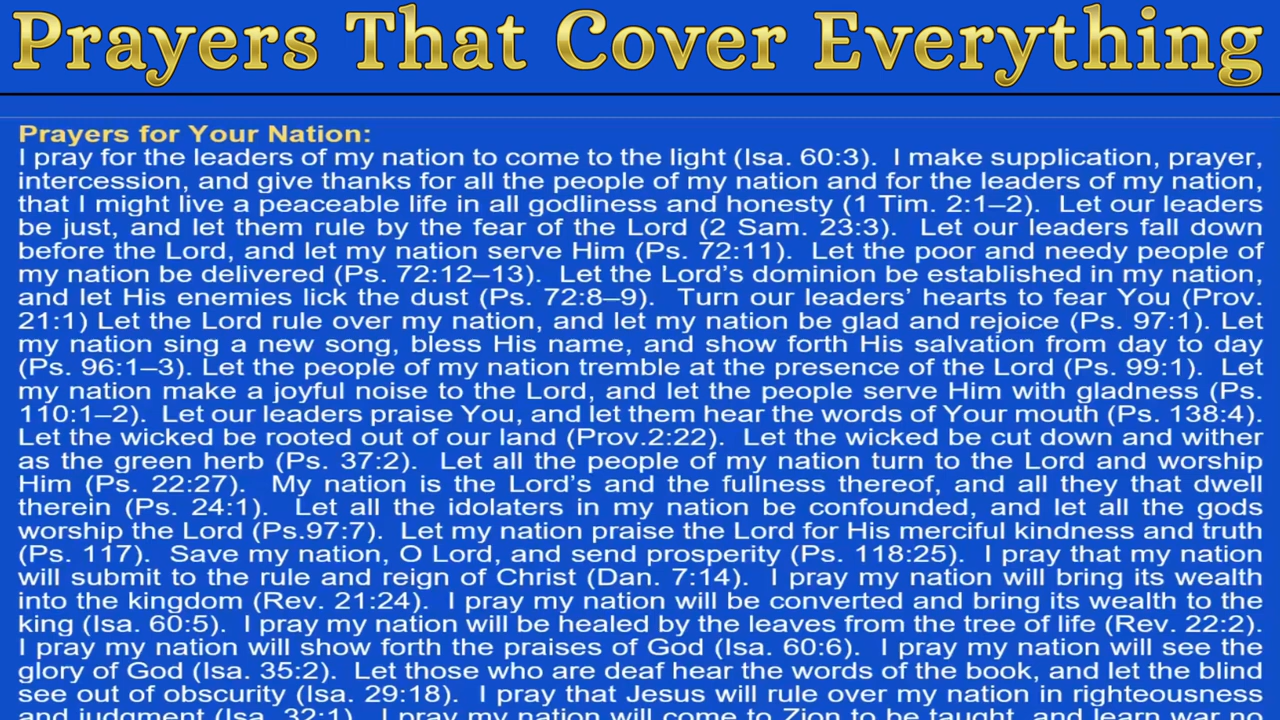 Prayers That Cover Everything
Prayers for Your Nation:
I pray for the leaders of my nation to come to the light (Isa. 60:3).  I make supplication, prayer,
intercession, and give thanks for all the people of my nation and for the leaders of my nation,
that I might live a peaceable life in all godliness and honesty (1 Tim. 2:1–2).  Let our leaders
be just, and let them rule by the fear of the Lord (2 Sam. 23:3).  Let our leaders fall down
before the Lord, and let my nation serve Him (Ps. 72:11).  Let the poor and needy people of
my nation be delivered (Ps. 72:12–13).  Let the Lord’s dominion be established in my nation,
and let His enemies lick the dust (Ps. 72:8–9).  Turn our leaders’ hearts to fear You (Prov.
21:1) Let the Lord rule over my nation, and let my nation be glad and rejoice (Ps. 97:1). Let
my nation sing a new song, bless His name, and show forth His salvation from day to day
(Ps. 96:1–3). Let the people of my nation tremble at the presence of the Lord (Ps. 99:1).  Let
my nation make a joyful noise to the Lord, and let the people serve Him with gladness (Ps.
110:1–2).  Let our leaders praise You, and let them hear the words of Your mouth (Ps. 138:4).
Let the wicked be rooted out of our land (Prov.2:22).  Let the wicked be cut down and wither
as the green herb (Ps. 37:2).  Let all the people of my nation turn to the Lord and worship
Him (Ps. 22:27).  My nation is the Lord’s and the fullness thereof, and all they that dwell
therein (Ps. 24:1).  Let all the idolaters in my nation be confounded, and let all the gods
worship the Lord (Ps.97:7).  Let my nation praise the Lord for His merciful kindness and truth
(Ps. 117).  Save my nation, O Lord, and send prosperity (Ps. 118:25).  I pray that my nation
will submit to the rule and reign of Christ (Dan. 7:14).  I pray my nation will bring its wealth
into the kingdom (Rev. 21:24).  I pray my nation will be converted and bring its wealth to the
king (Isa. 60:5).  I pray my nation will be healed by the leaves from the tree of life (Rev. 22:2).
I pray my nation will show forth the praises of God (Isa. 60:6).  I pray my nation will see the
glory of God (Isa. 35:2).  Let those who are deaf hear the words of the book, and let the blind
see out of obscurity (Isa. 29:18).  I pray that Jesus will rule over my nation in righteousness
and judgment (Isa. 32:1).  I pray my nation will come to Zion to be taught, and learn war no